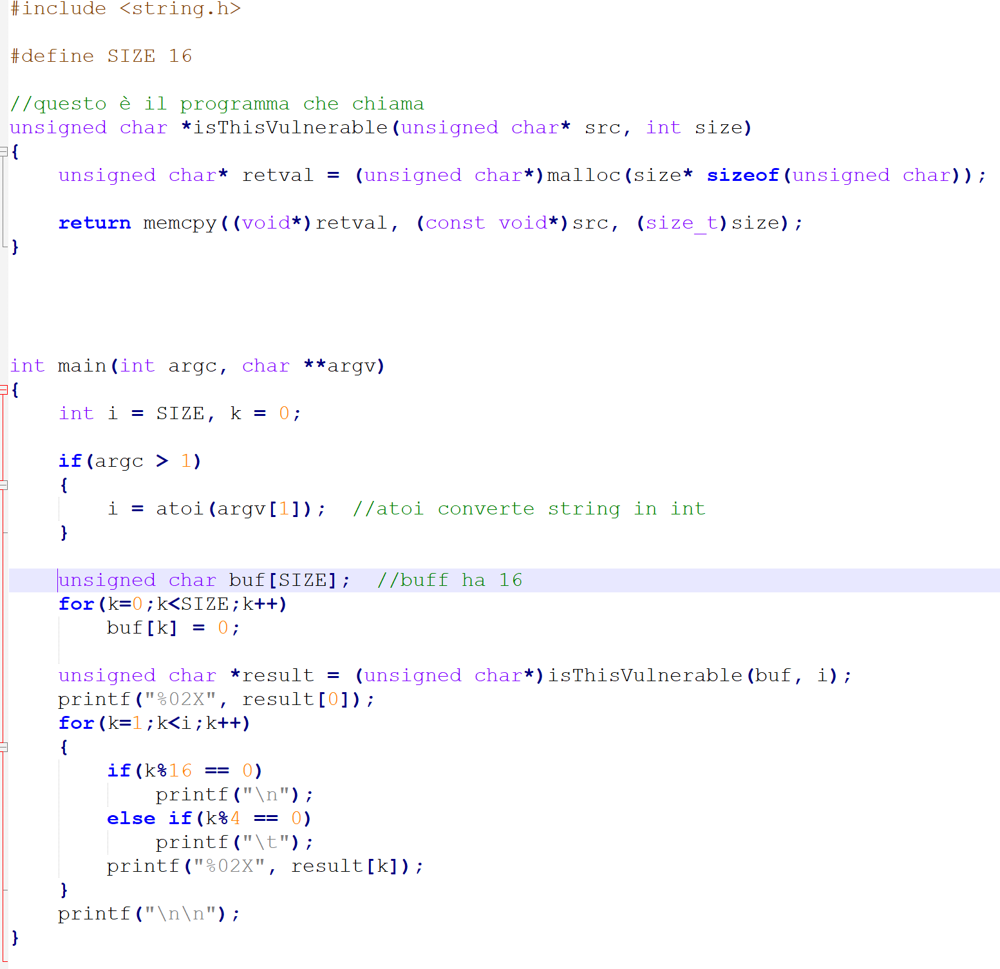 #include <string.h>
#define SIZE 16
//questo è il programma che chiama
unsigned char *isThisVulnerable(unsigned char* src, int size)
{
    unsigned char* retval = (unsigned char*)malloc(size* sizeof(unsigned char));
    return memcpy((void*)retval, (const void*)src, (size_t)size);
}
int main(int argc, char **argv)
{
    int i = SIZE, k = 0;
    if(argc > 1)
    {
        i = atoi(argv[1]);  //atoi converte string in int
    }
    unsigned char buf[SIZE];  //buff ha 16
    for(k=0;k<SIZE;k++)
        buf[k] = 0;
    unsigned char *result = (unsigned char*)isThisVulnerable(buf, i);
    printf("%02X", result[0]);
    for(k=1;k<i;k++)
    {
        if(k%16 == 0)
            printf("\n");
        else if(k%4 == 0)
            printf("\t");
        printf("%02X", result[k]);
    }
    printf("\n\n");
}